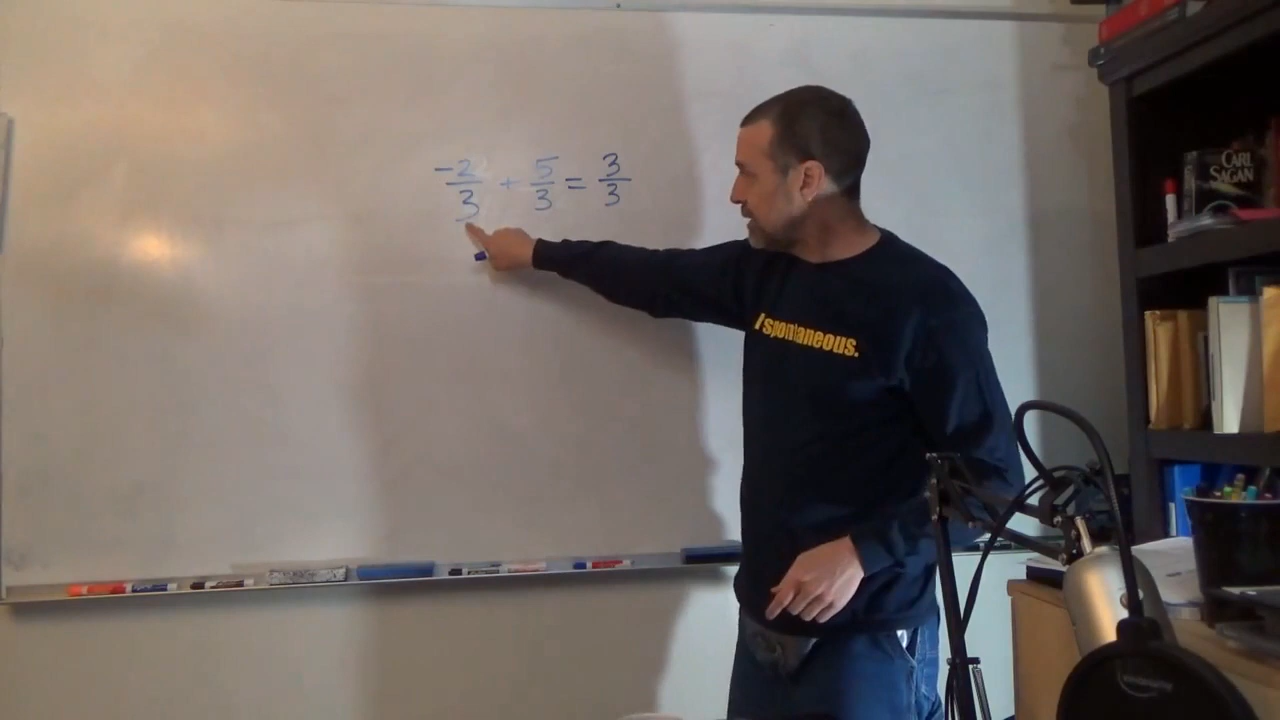 -2/3 + 5/3 = 3/3
I spontaneous.
CARL
SAGAN